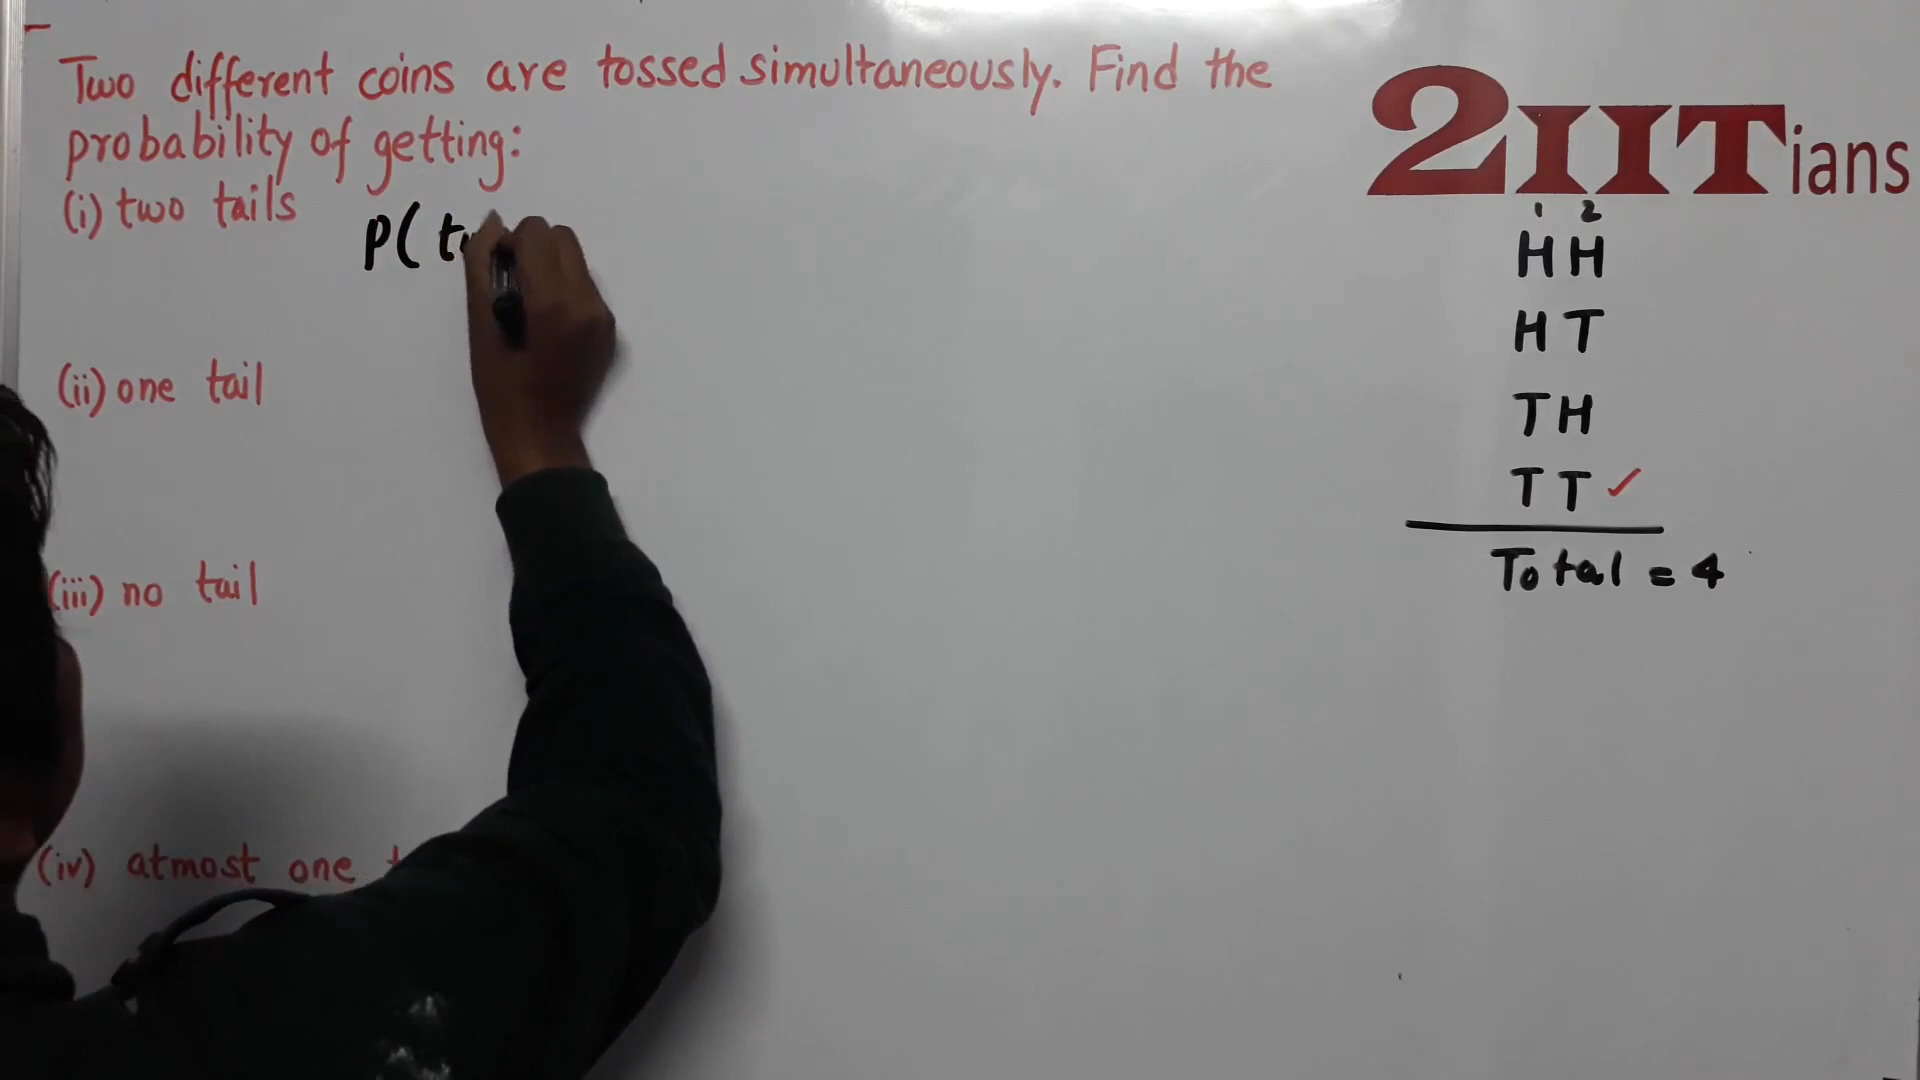 Two different coins are tossed simultaneously. Find the
probability of getting:
(i) two tails
P(
(ii) one tail
(iii) no tail
(iv) atmost one
2IITians
1 2
H H
H T
T H
T T ✓
Total = 4